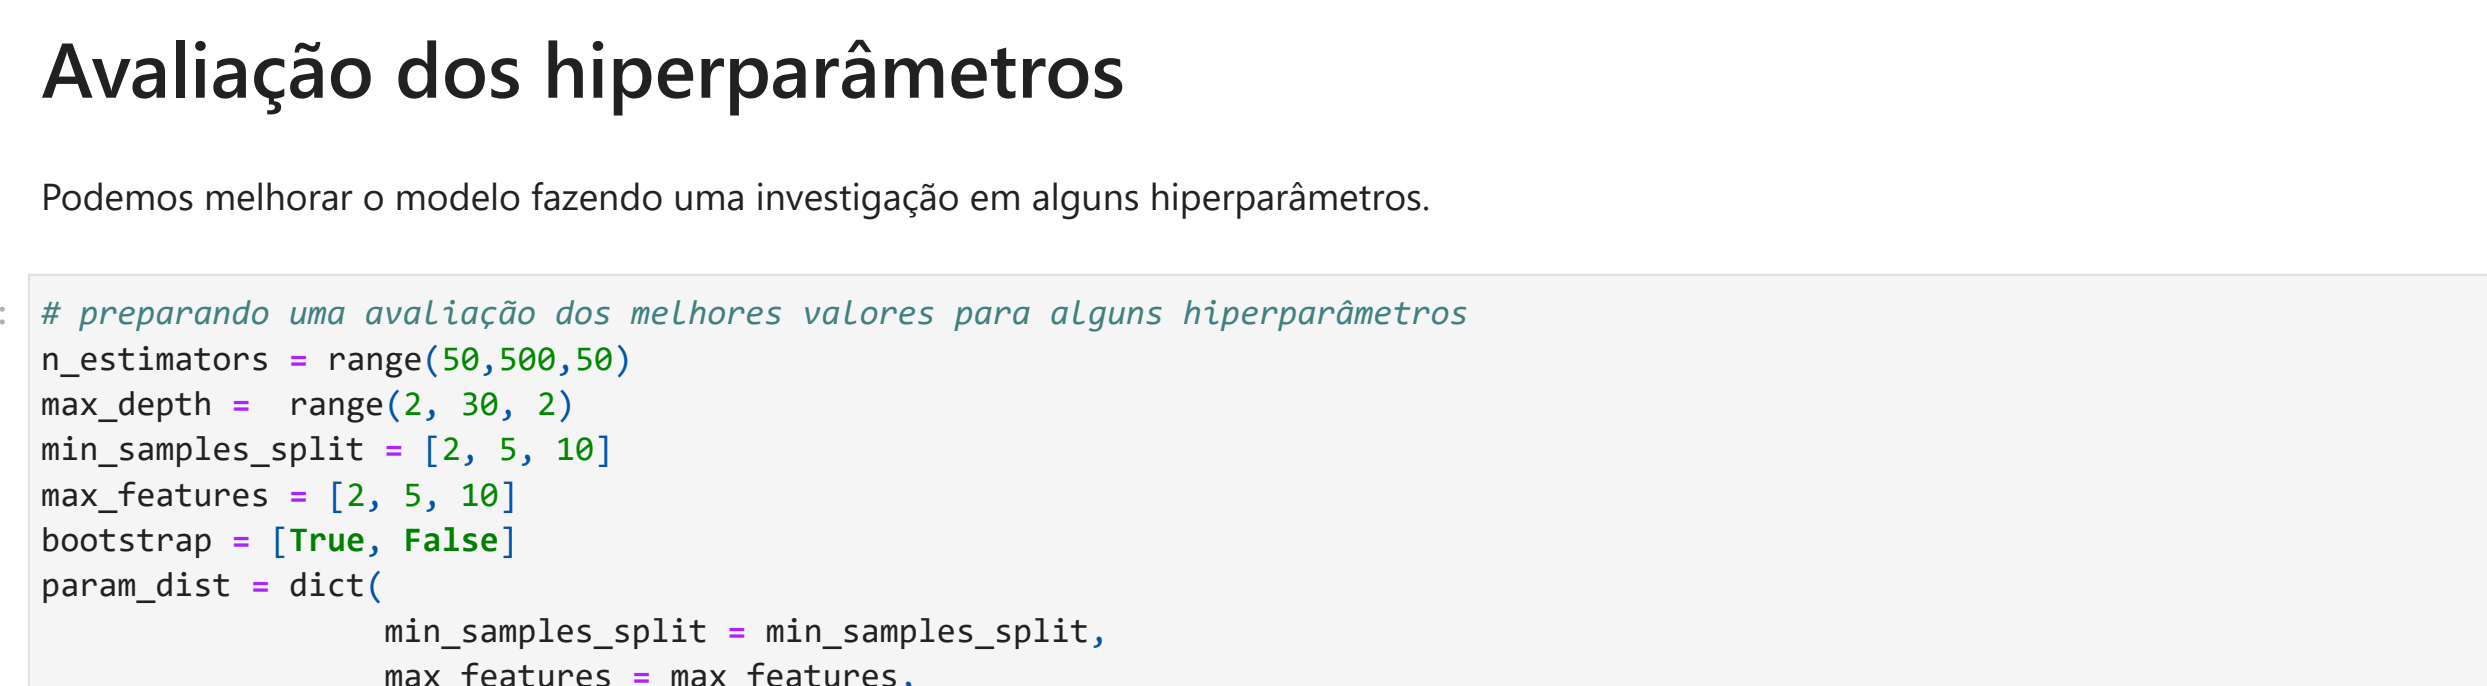 Avaliação dos hiperparâmetros
Podemos melhorar o modelo fazendo uma investigação em alguns hiperparâmetros.
:
# preparando uma avaliação dos melhores valores para alguns hiperparâmetros
n_estimators = range(50,500,50)
max_depth =  range(2, 30, 2)
min_samples_split = [2, 5, 10]
max_features = [2, 5, 10]
bootstrap = [True, False]
param_dist = dict(
min_samples_split = min_samples_split,
max_features = max_features,